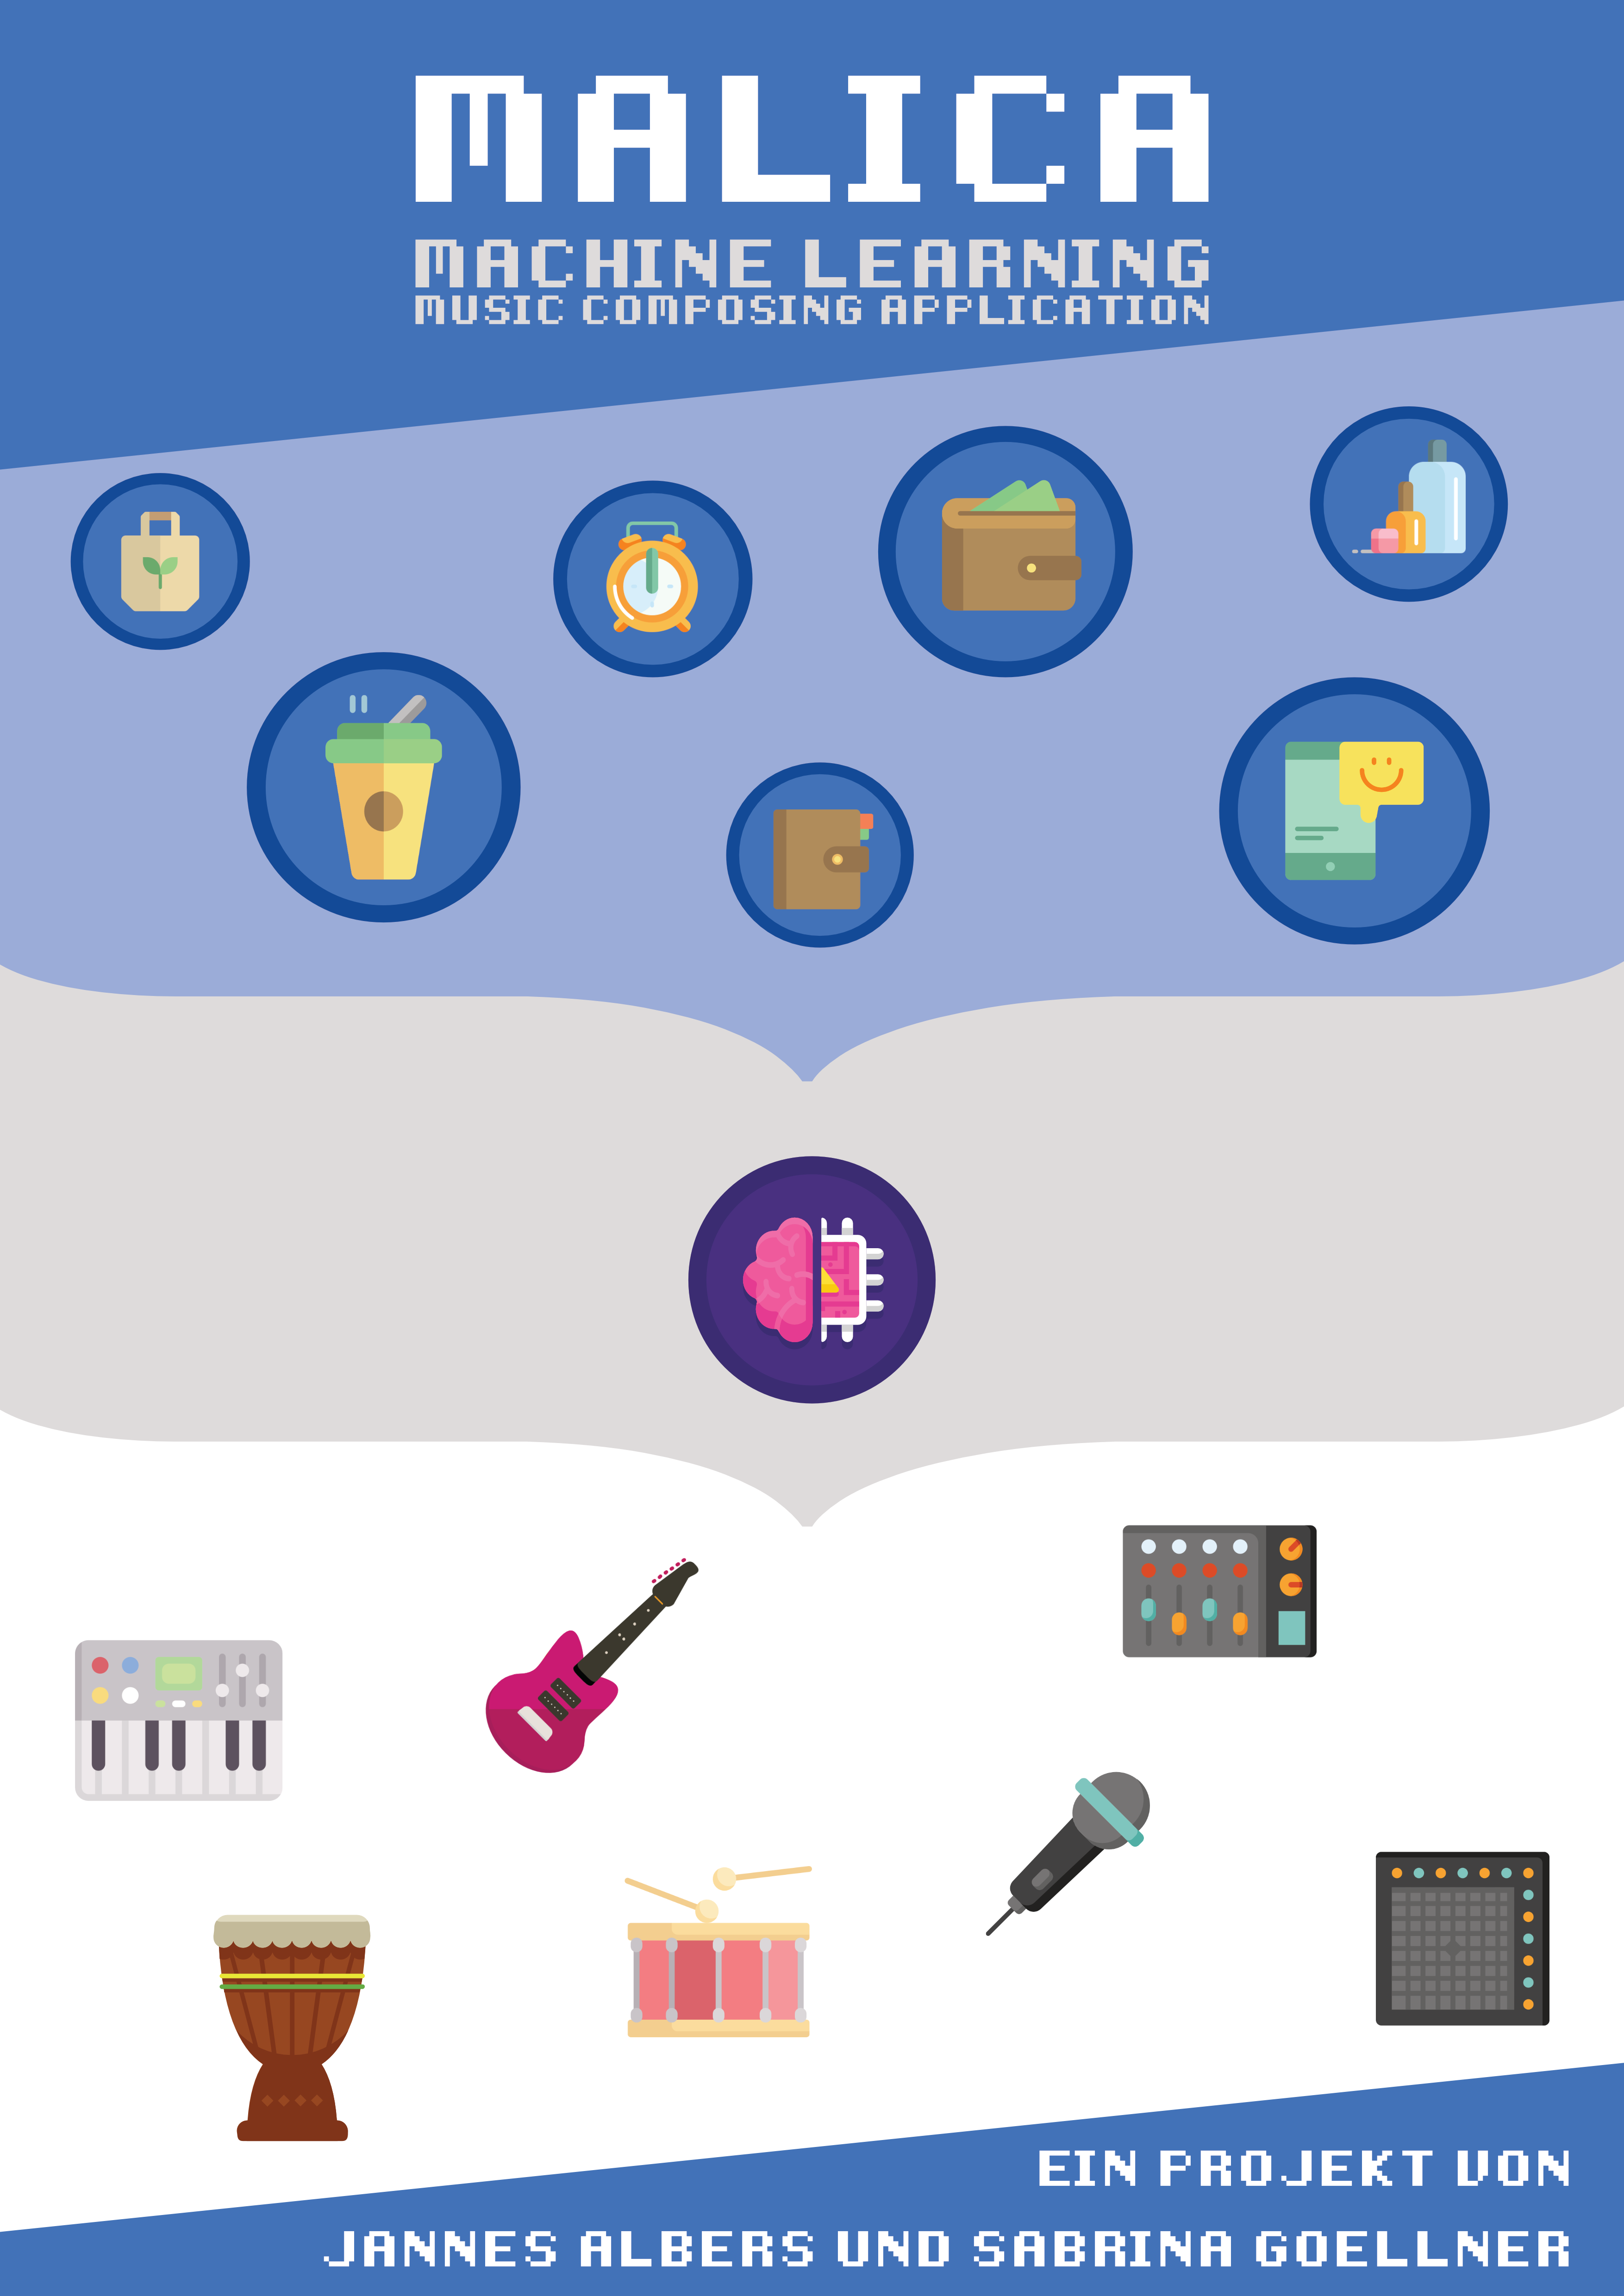 MALICA
MACHINE LEARNING
MUSIC COMPOSING APPLICATION
EIN PROJEKT VON
JANNES ALBERS UND SABRINA GOELLNER